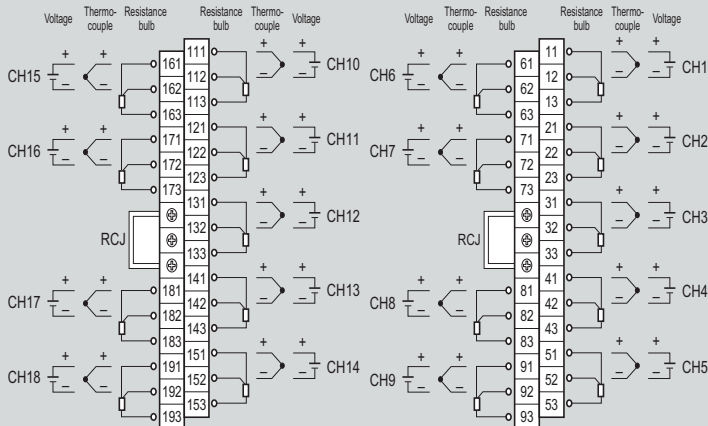 Voltage Thermo-couple Resistance bulb Resistance bulb Thermo-couple Voltage
CH15 + − + − 161 162 163
CH16 + − + − 171 172 173
RCJ
CH17 + − + − 181 182 183
CH18 + − + − 191 192 193
111 112 113 + − + − CH10
121 122 123 + − + − CH11
131 132 133 + − + − CH12
141 142 143 + − + − CH13
151 152 153 + − + − CH14
Voltage Thermo-couple Resistance bulb Resistance bulb Thermo-couple Voltage
CH6 + − + − 61 62 63
CH7 + − + − 71 72 73
RCJ
CH8 + − + − 81 82 83
CH9 + − + − 91 92 93
11 12 13 + − + − CH1
21 22 23 + − + − CH2
31 32 33 + − + − CH3
41 42 43 + − + − CH4
51 52 53 + − + − CH5